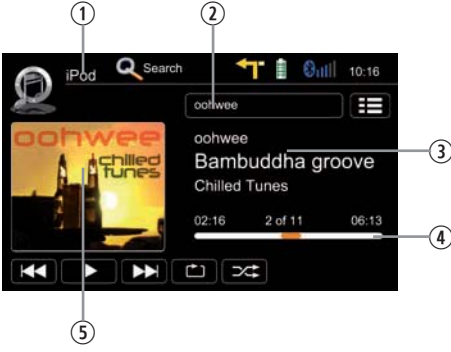 ① ②
iPod Search 10:16
oohwee
oohwee
chilled
tunes
oohwee
Bambuddha groove
Chilled Tunes
③
02:16 2 of 11 06:13
④
⑤